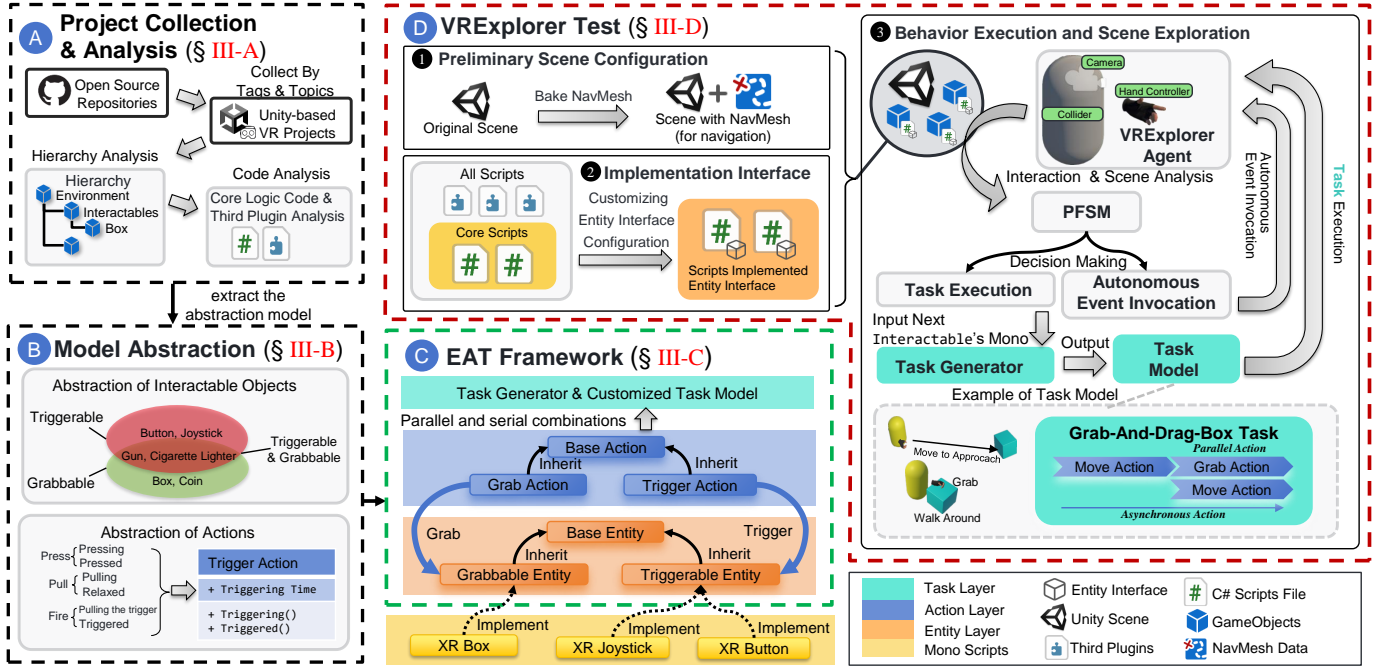 A
Project Collection
& Analysis (§ III-A)
Open Source
Repositories
Collect By
Tags & Topics
Unity-based
VR Projects
Hierarchy Analysis
Hierarchy
Environment
Interactables
Box
Code Analysis
Core Logic Code &
Third Plugin Analysis
#
extract the
abstraction model
B
Model Abstraction (§ III-B)
Abstraction of Interactable Objects
Triggerable
Button, Joystick
Gun, Cigarette Lighter
Triggerable
& Grabbable
Grabbable
Box, Coin
Abstraction of Actions
Press
Pressing
Pressed
Pull
Pulling
Relaxed
Fire
Pulling the trigger
Triggered
Trigger Action
+ Triggering Time
+ Triggering()
+ Triggered()
D
VRExplorer Test (§ III-D)
1 Preliminary Scene Configuration
Original Scene
Bake NavMesh
+
Scene with NavMesh
(for navigation)
2 Implementation Interface
All Scripts
Core Scripts
# #
Customizing
Entity Interface
Configuration
# #
Scripts Implemented
Entity Interface
C
EAT Framework (§ III-C)
Task Generator & Customized Task Model
Parallel and serial combinations
Base Action
Inherit
Inherit
Grab Action
Trigger Action
Grab
Trigger
Base Entity
Inherit
Inherit
Grabbable Entity
Triggerable Entity
Implement
Implement
Implement
XR Box
XR Joystick
XR Button
3 Behavior Execution and Scene Exploration
# # #
Camera
Hand Controller
Collider
VRExplorer
Agent
Interaction & Scene Analysis
PFSM
Decision Making
Task Execution
Autonomous
Event Invocation
Autonomous
Event Invocation
Task Execution
Input Next
Interactable's Mono
Task Generator
Output
Task
Model
Example of Task Model
Move to Approach
Grab
Walk Around
Grab-And-Drag-Box Task
Parallel Action
Move Action
Grab Action
Move Action
Asynchronous Action
Task Layer
Action Layer
Entity Layer
Mono Scripts
Entity Interface
Unity Scene
Third Plugins
# C# Scripts File
GameObjects
NavMesh Data